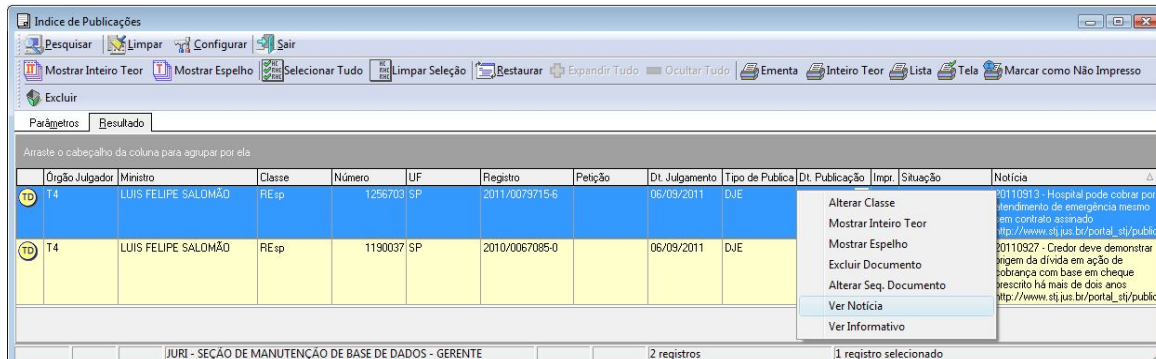 Indice de Publicações
Pesquisar Limpar Configurar Sair
Mostrar Inteiro Teor Mostrar Espelho Selecionar Tudo Limpar Seleção Restaurar Expandir Tudo Ocultar Tudo Ementa Inteiro Teor Lista Tela Marcar como Não Impresso
Excluir
Parâmetros Resultado
Arraste o cabeçalho da coluna para agrupar por ela
Órgão Julgador Ministro Classe Número UF Registro Petição Dt. Julgamento Tipo de Publica Dt. Publicação Impr. Situação Notícia
TD T4 LUIS FELIPE SALOMÃO REsp 1256703 SP 2011/0079715-6 06/09/2011 DJE
20110913 - Hospital pode cobrar por
atendimento de emergência mesmo
sem contrato assinado
http://www.stj.jus.br/portal_stj/public
TD T4 LUIS FELIPE SALOMÃO REsp 1190037 SP 2010/0067085-0 06/09/2011 DJE
20110927 - Credor deve demonstrar
origem da dívida em ação de
cobrança com base em cheque
prescrito há mais de dois anos
http://www.stj.jus.br/portal_stj/public
Alterar Classe
Mostrar Inteiro Teor
Mostrar Espelho
Excluir Documento
Alterar Seq. Documento
Ver Notícia
Ver Informativo
JURI - SEÇÃO DE MANUTENÇÃO DE BASE DE DADOS - GERENTE 2 registros 1 registro selecionado